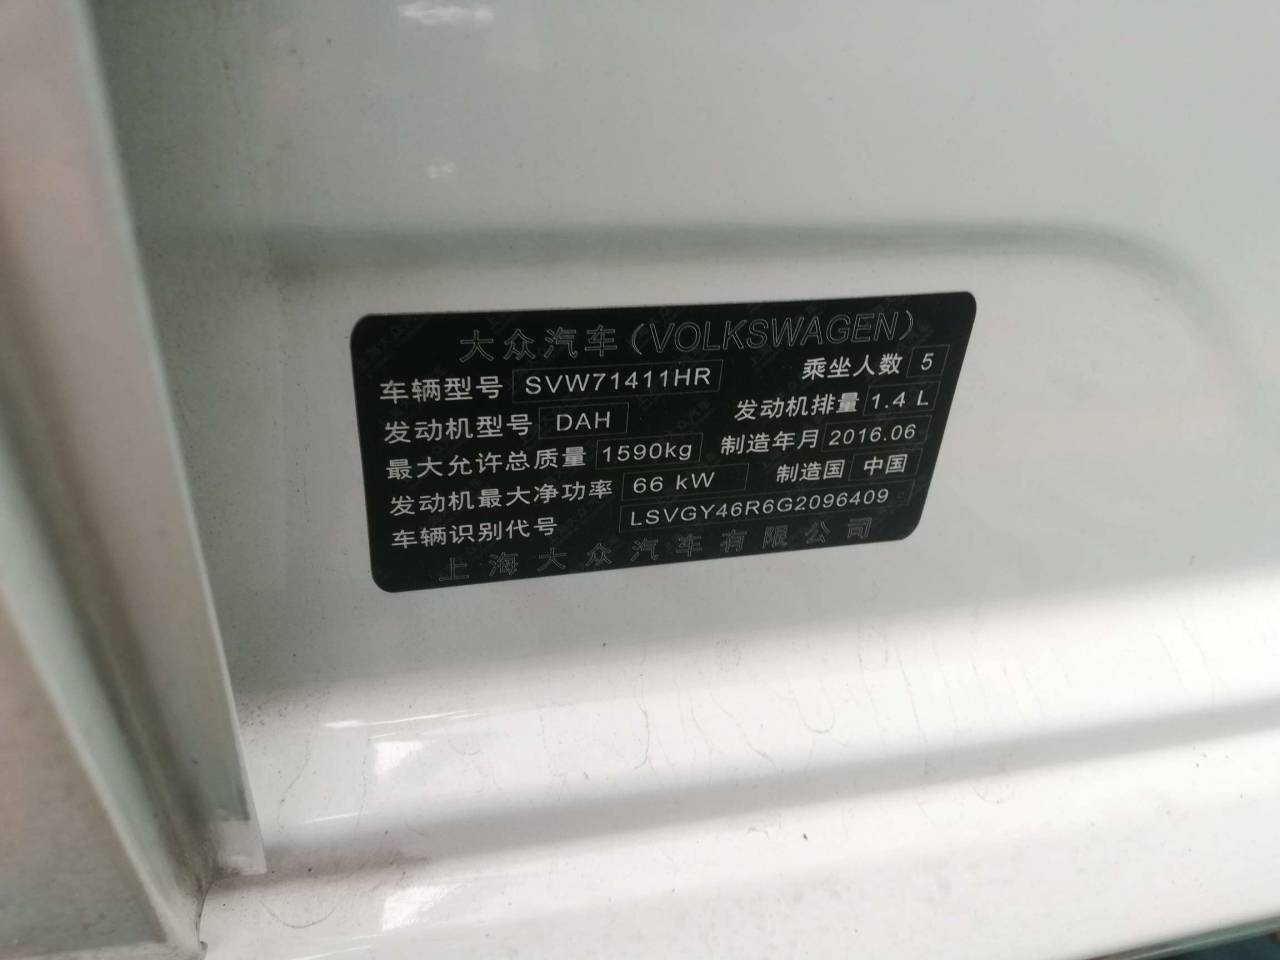 大众汽车(VOLKSWAGEN)
车辆型号 SVW71411HR 乘坐人数 5
发动机型号 DAH 发动机排量 1.4 L
最大允许总质量 1590kg 制造年月 2016.06
发动机最大净功率 66 kW 制造国 中国
车辆识别代号 LSVGY46R6G2096409
上海大众汽车有限公司